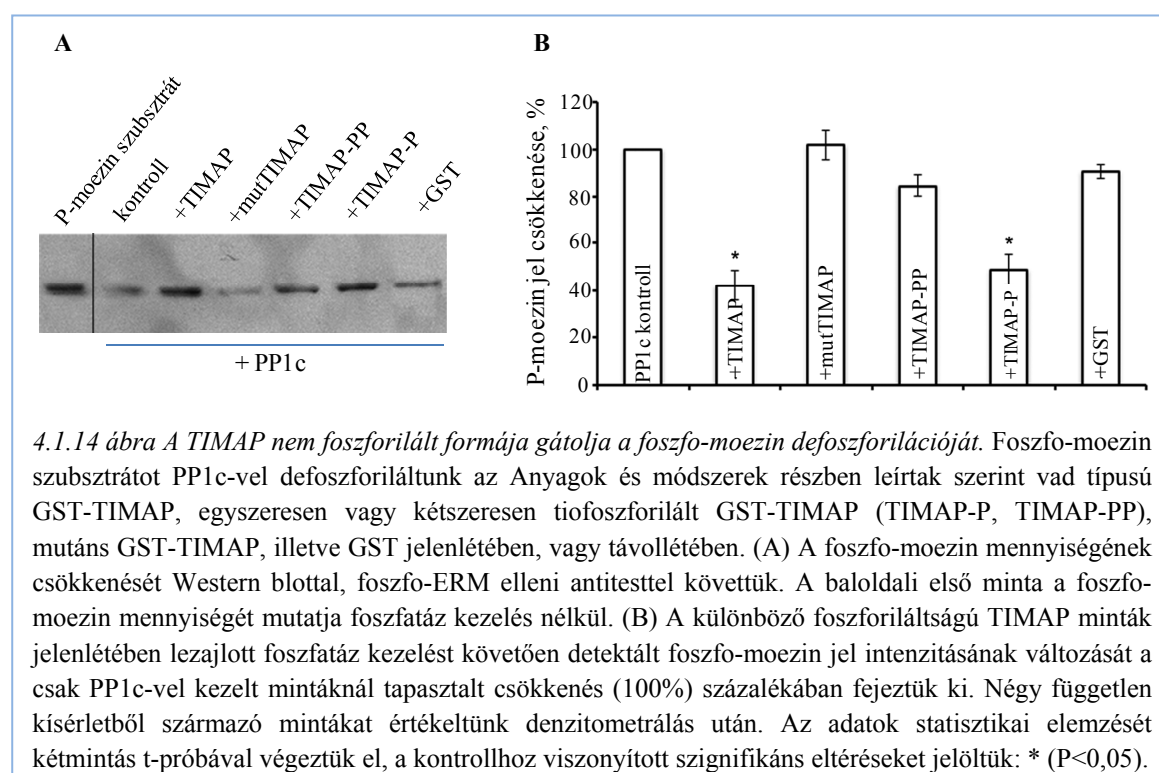 A
P-moezin szubsztrát
kontroll
+TIMAP
+mutTIMAP
+TIMAP-PP
+TIMAP-P
+GST
+ PP1c
B
P-moezin jel csökkenése, %
120
100
80
60
40
20
0
PP1c kontroll
*
+TIMAP
+mutTIMAP
+TIMAP-PP
*
+TIMAP-P
+GST
4.1.14 ábra A TIMAP nem foszforilált formája gátolja a foszfo-moezin defoszforilációját. Foszfo-moezin
szubsztrátot PP1c-vel defoszforiláltunk az Anyagok és módszerek részben leírtak szerint vad típusú
GST-TIMAP, egyszeresen vagy kétszeresen tiofoszforilált GST-TIMAP (TIMAP-P, TIMAP-PP),
mutáns GST-TIMAP, illetve GST jelenlétében, vagy távollétében. (A) A foszfo-moezin mennyiségének
csökkenését Western blottal, foszfo-ERM elleni antitesttel követtük. A baloldali első minta a foszfo-
moezin mennyiségét mutatja foszfatáz kezelés nélkül. (B) A különböző foszforiláltságú TIMAP minták
jelenlétében lezajlott foszfatáz kezelést követően detektált foszfo-moezin jel intenzitásának változását a
csak PP1c-vel kezelt mintáknál tapasztalt csökkenés (100%) százalékában fejeztük ki. Négy független
kísérletből származó mintákat értékeltünk denzitometrálás után. Az adatok statisztikai elemzését
kétmintás t-próbával végeztük el, a kontrollhoz viszonyított szignifikáns eltéréseket jelöltük: * (P<0,05).